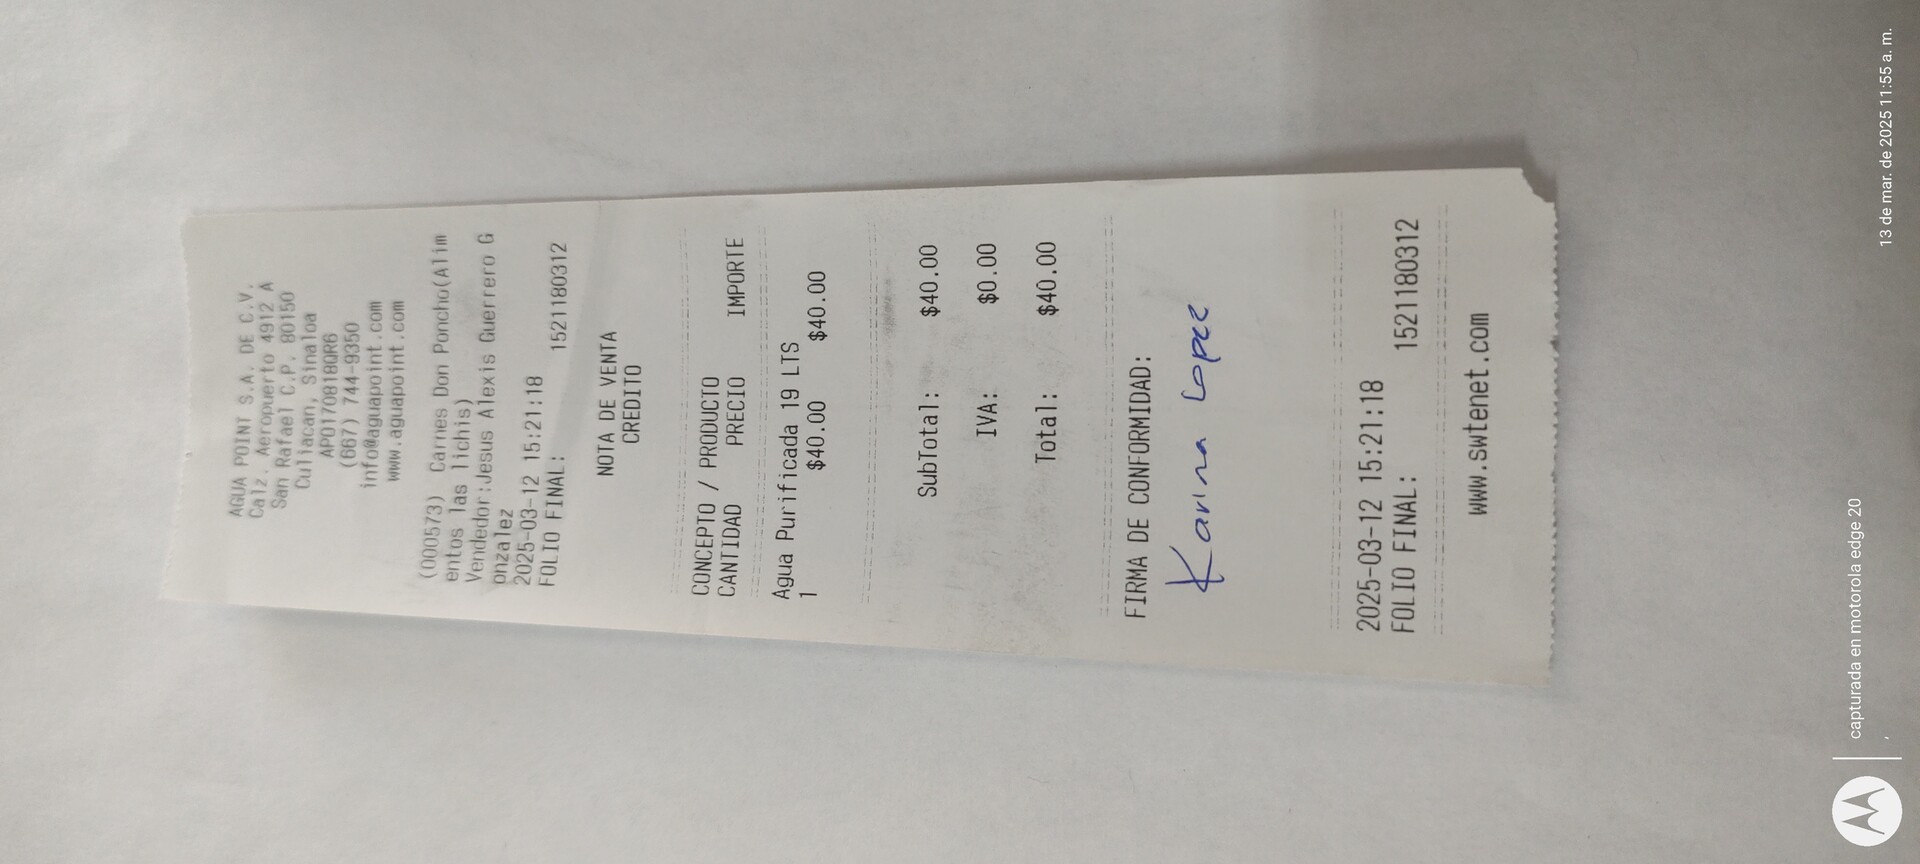 AGUA POINT S.A. DE C.V.
Calz. Aeropuerto 4912 A
San Rafael C.P. 80150
Culiacan, Sinaloa
APO170818QR6
(667) 744-9350
info@aguapoint.com
www.aguapoint.com
(000573) Carnes Don Poncho(Alim
entos las lichis)
Vendedor:Jesus Alexis Guerrero G
onzalez
2025-03-12 15:21:18
FOLIO FINAL: 1521180312
NOTA DE VENTA
CREDITO
CONCEPTO / PRODUCTO
CANTIDAD PRECIO IMPORTE
Agua Purificada 19 LTS
1 $40.00 $40.00
SubTotal: $40.00
IVA: $0.00
Total: $40.00
FIRMA DE CONFORMIDAD:
Karina Lopez
2025-03-12 15:21:18
FOLIO FINAL: 1521180312
www.swtenet.com
capturada en motorola edge 20
13 de mar. de 2025 11:55 a. m.